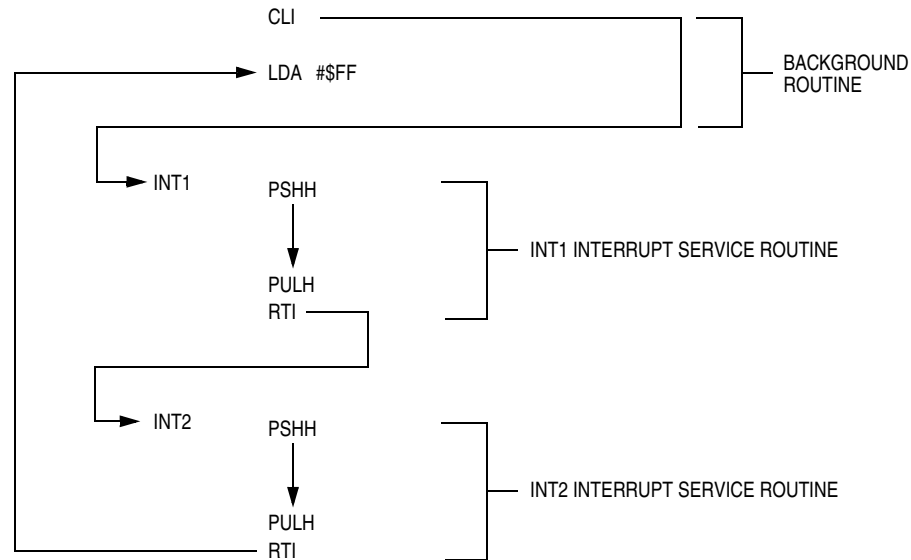 CLI
LDA #$FF
BACKGROUND
ROUTINE
INT1
PSHH
INT1 INTERRUPT SERVICE ROUTINE
PULH
RTI
INT2
PSHH
INT2 INTERRUPT SERVICE ROUTINE
PULH
RTI